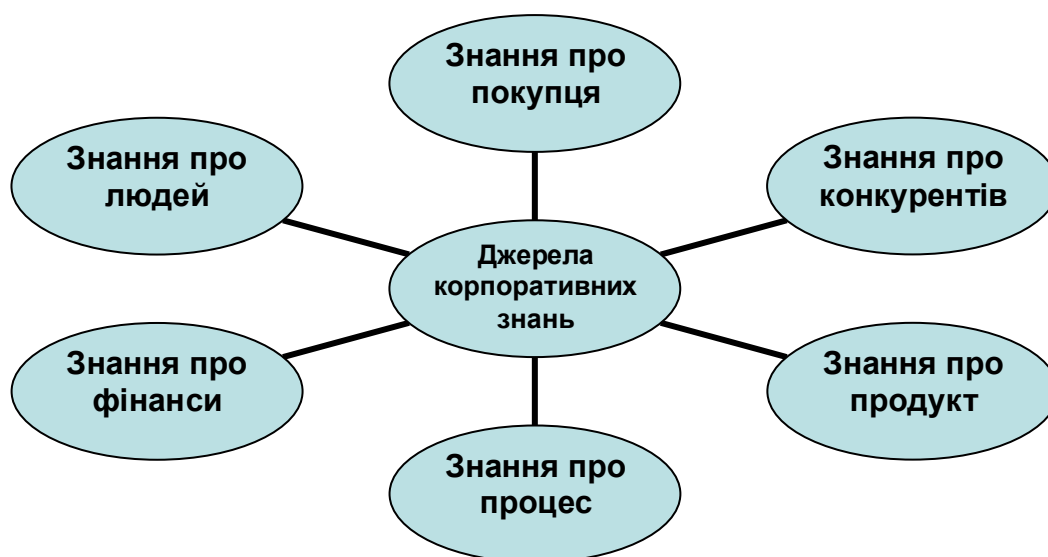 Знання про
покупця
Знання про
людей
Знання про
конкурентів
Джерела
корпоративних
знань
Знання про
фінанси
Знання про
продукт
Знання про
процес